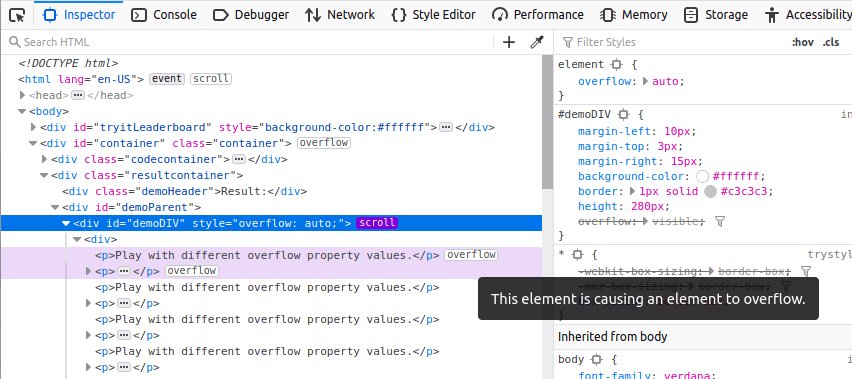 Inspector Console Debugger Network Style Editor Performance Memory Storage Accessibility
Search HTML
Filter Styles :hov .cls
<!DOCTYPE html>
<html lang="en-US"> event scroll
<head> ... </head>
<body>
<div id="tryitLeaderboard" style="background-color:#ffffff"> ... </div>
<div id="container" class="container"> overflow
<div class="codecontainer"> ... </div>
<div class="resultcontainer">
<div class="demoHeader">Result:</div>
<div id="demoParent">
<div id="demoDIV" style="overflow: auto;"> scroll
<div>
<p>Play with different overflow property values.</p> overflow
<p> ... </p> overflow
<p>Play with different overflow property values.</p>
<p> ... </p>
<p>Play with different overflow property values.</p>
<p> ... </p>
<p>Play with different overflow property values.</p>
<p> ... </p>
element {
overflow: auto;
}
#demoDIV { in
margin-left: 10px;
margin-top: 3px;
margin-right: 15px;
background-color: #ffffff;
border: 1px solid #c3c3c3;
height: 280px;
overflow: visible;
}
* { trystyl
-webkit-box-sizing: border-box;
-moz-box-sizing: border-box;
This element is causing an element to overflow.
}
Inherited from body
body { i
font-family: verdana;